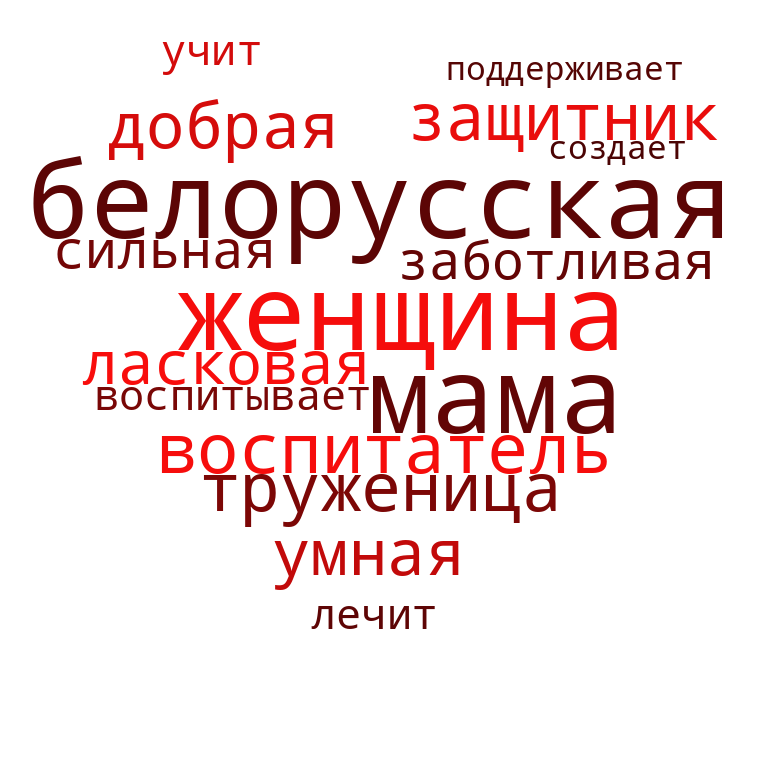 учит
поддерживает
добрая
защитник
создает
белорусская
сильная
заботливая
женщина
ласковая
воспитывает
мама
воспитатель
труженица
умная
лечит